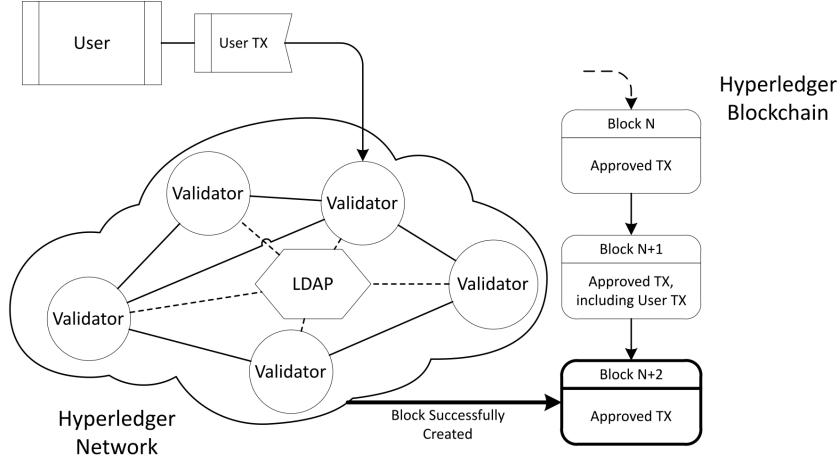 User
User TX
Hyperledger
Blockchain
Block N
Approved TX
Validator
Validator
Block N+1
Approved TX,
including User TX
LDAP
Validator
Validator
Validator
Block N+2
Approved TX
Block Successfully
Created
Hyperledger
Network